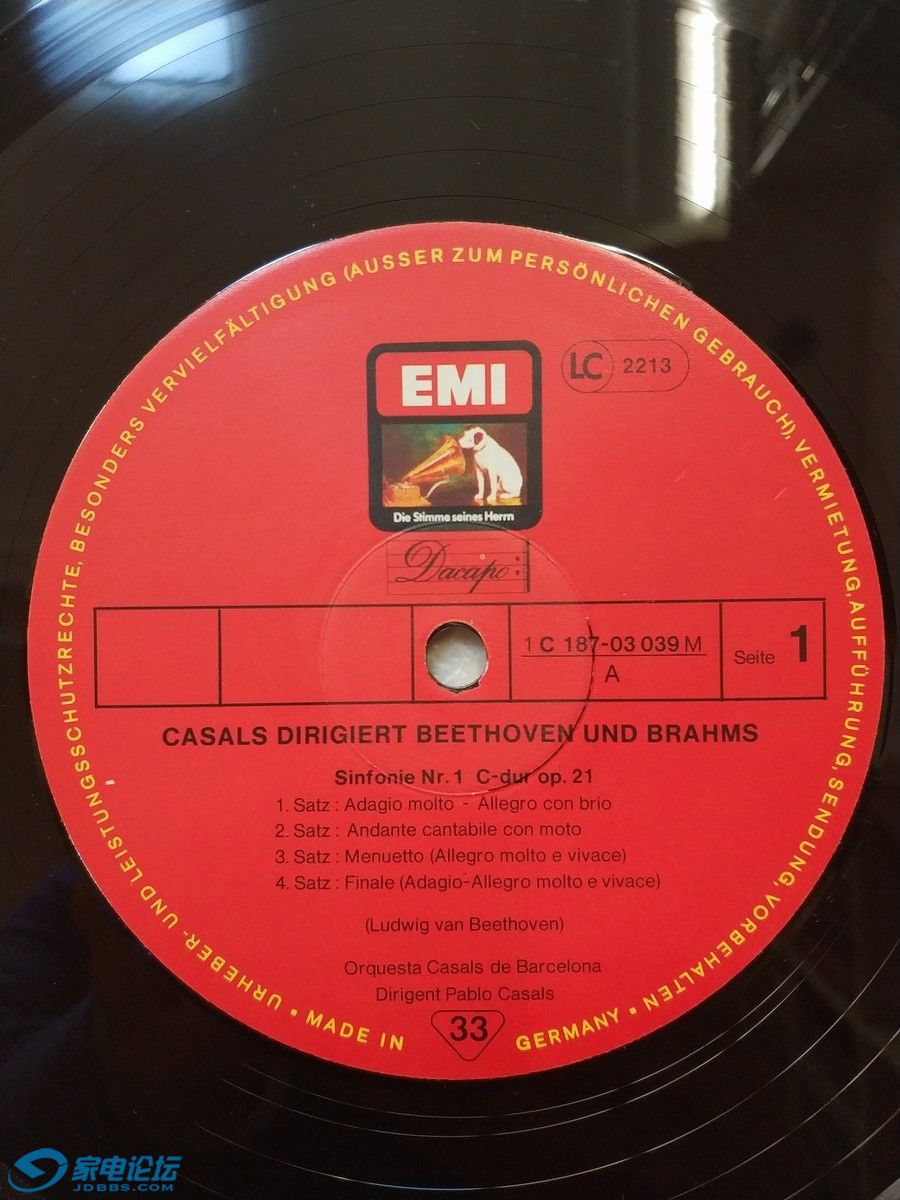 URHEBER- UND LEISTUNGSSCHUTZRECHTE, BESONDERS VERVIELFÄLTIGUNG (AUSSER ZUM PERSÖNLICHEN GEBRAUCH), VERMIETUNG, AUFFÜHRUNG, SENDUNG, VORBEHALTEN
EMI
LC 2213
Die Stimme seines Herrn
Dacapo
1 C 187-03 039 M
A
Seite 1
CASALS DIRIGIERT BEETHOVEN UND BRAHMS
Sinfonie Nr. 1 C-dur op. 21
1. Satz : Adagio molto - Allegro con brio
2. Satz : Andante cantabile con moto
3. Satz : Menuetto (Allegro molto e vivace)
4. Satz : Finale (Adagio-Allegro molto e vivace)
(Ludwig van Beethoven)
Orquesta Casals de Barcelona
Dirigent Pablo Casals
33
MADE IN GERMANY
家电论坛
JDBBS.COM